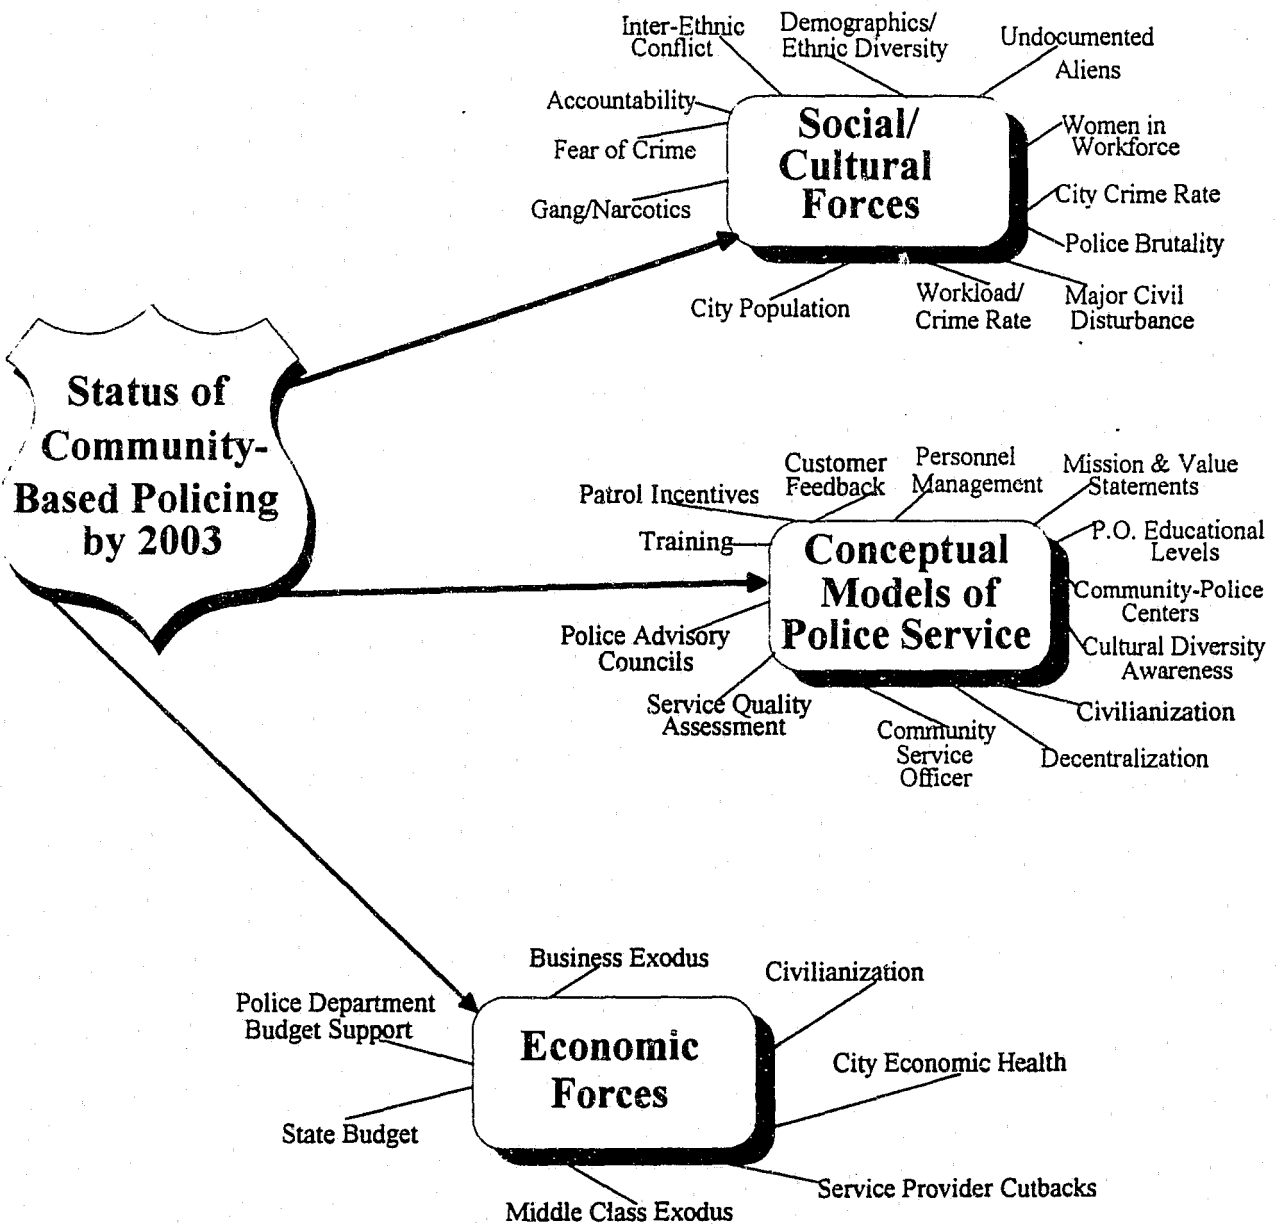 Inter-Ethnic
Conflict
Demographics/
Ethnic Diversity
Undocumented
Aliens
Accountability
Fear of Crime
Gang/Narcotics
Social/
Cultural
Forces
Women in
Workforce
City Crime Rate
Police Brutality
City Population
Workload/
Crime Rate
Major Civil
Disturbance
Status of
Community-
Based Policing
by 2003
Patrol Incentives
Customer
Feedback
Personnel
Management
Mission & Value
Statements
Training
Conceptual
Models of
Police Service
P.O. Educational
Levels
Community-Police
Centers
Cultural Diversity
Awareness
Police Advisory
Councils
Service Quality
Assessment
Community
Service
Officer
Decentralization
Civilianization
Business Exodus
Civilianization
Police Department
Budget Support
Economic
Forces
City Economic Health
State Budget
Middle Class Exodus
Service Provider Cutbacks